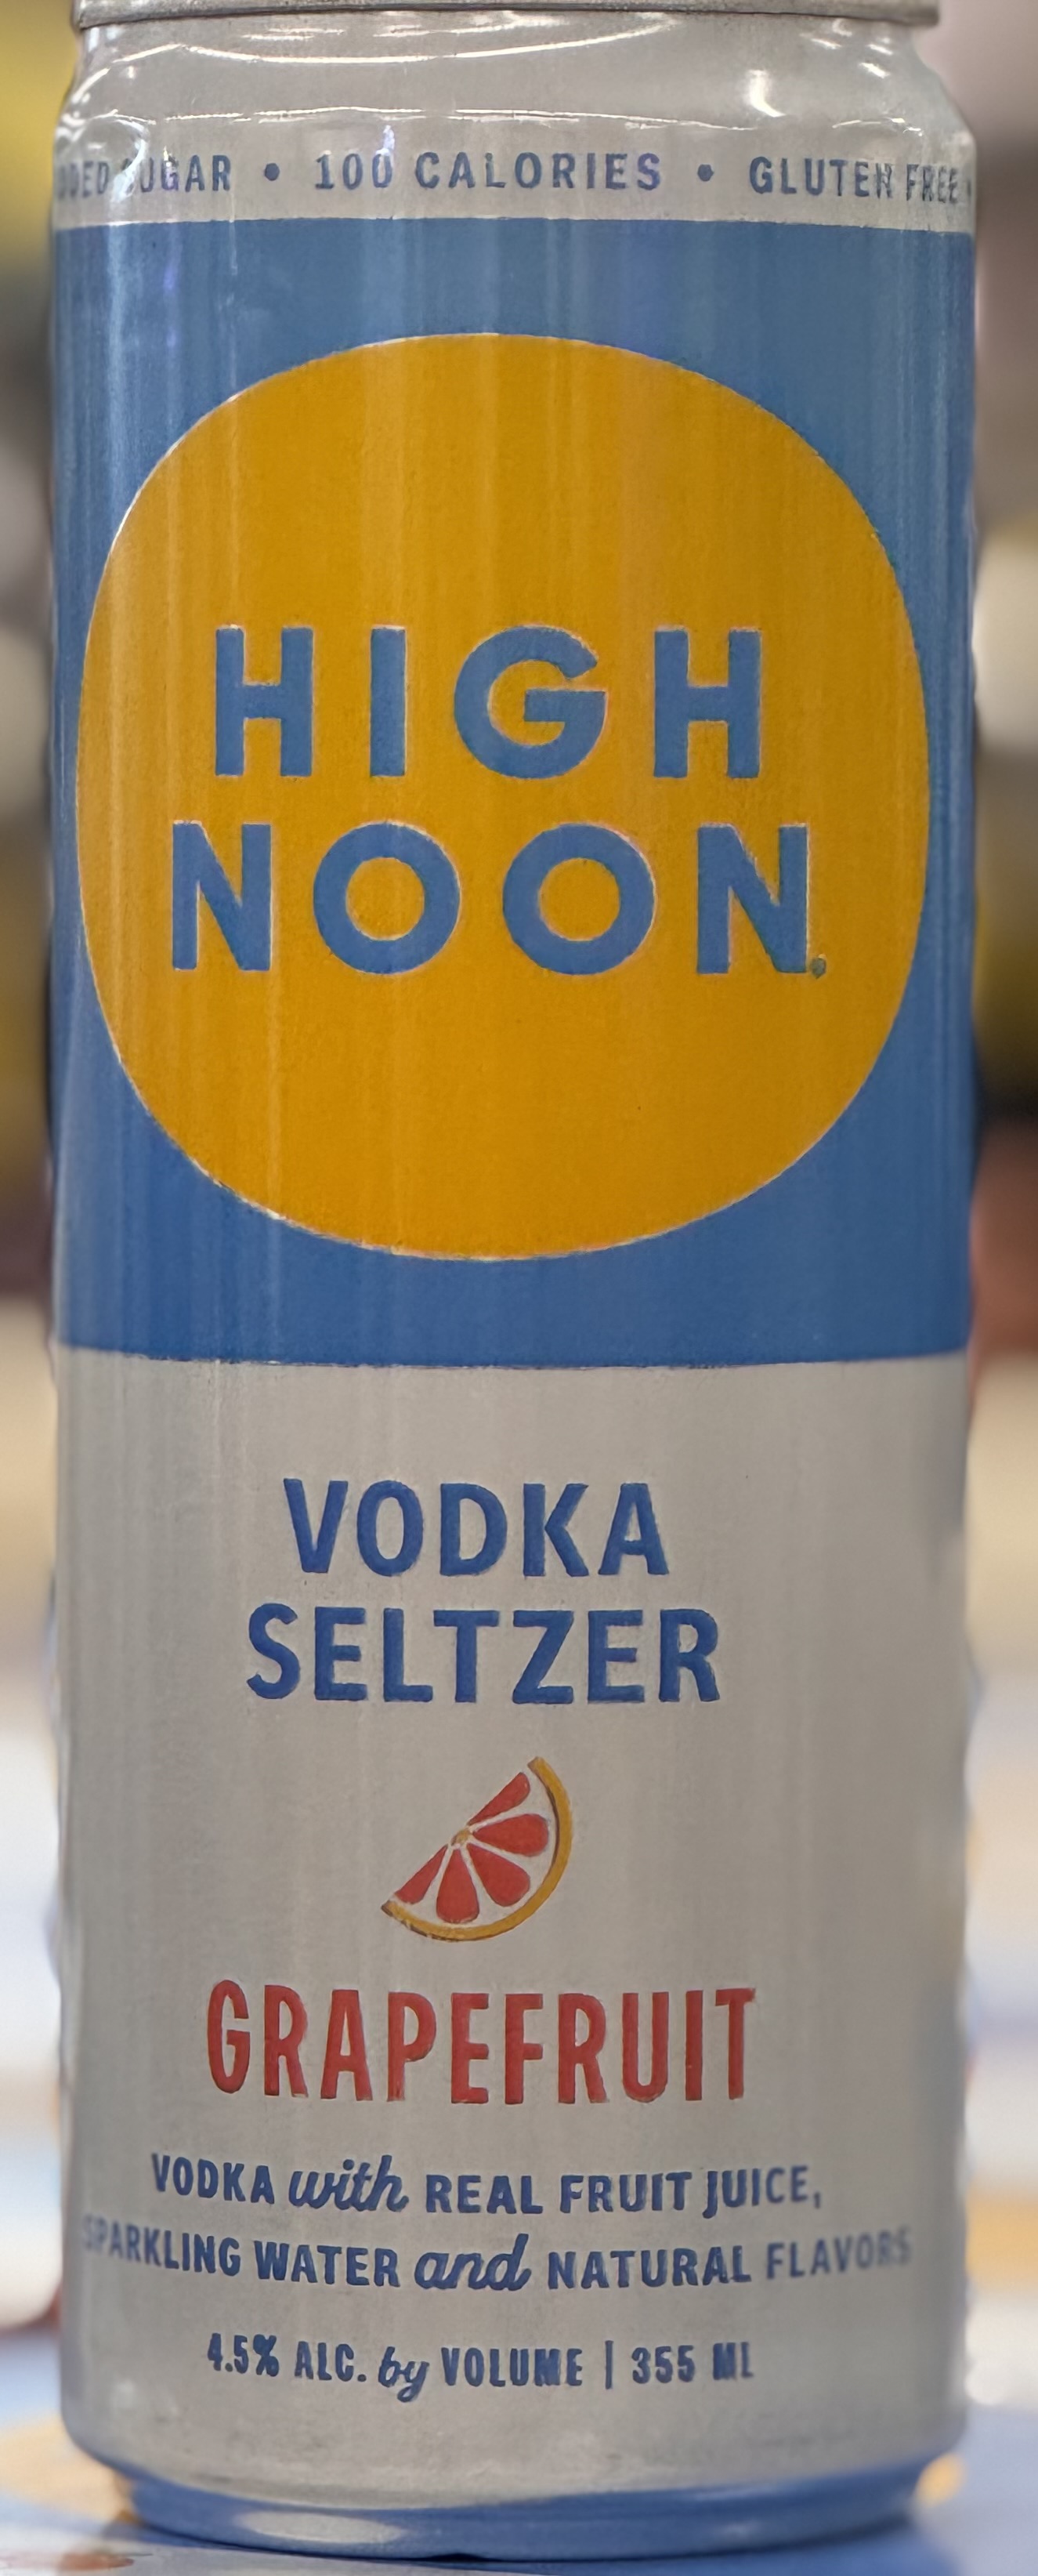 SUGAR • 100 CALORIES • GLUTEN FREE
HIGH
NOON
VODKA
SELTZER
GRAPEFRUIT
VODKA with REAL FRUIT JUICE,
SPARKLING WATER and NATURAL FLAVORS
4.5% ALC. by VOLUME | 355 ML